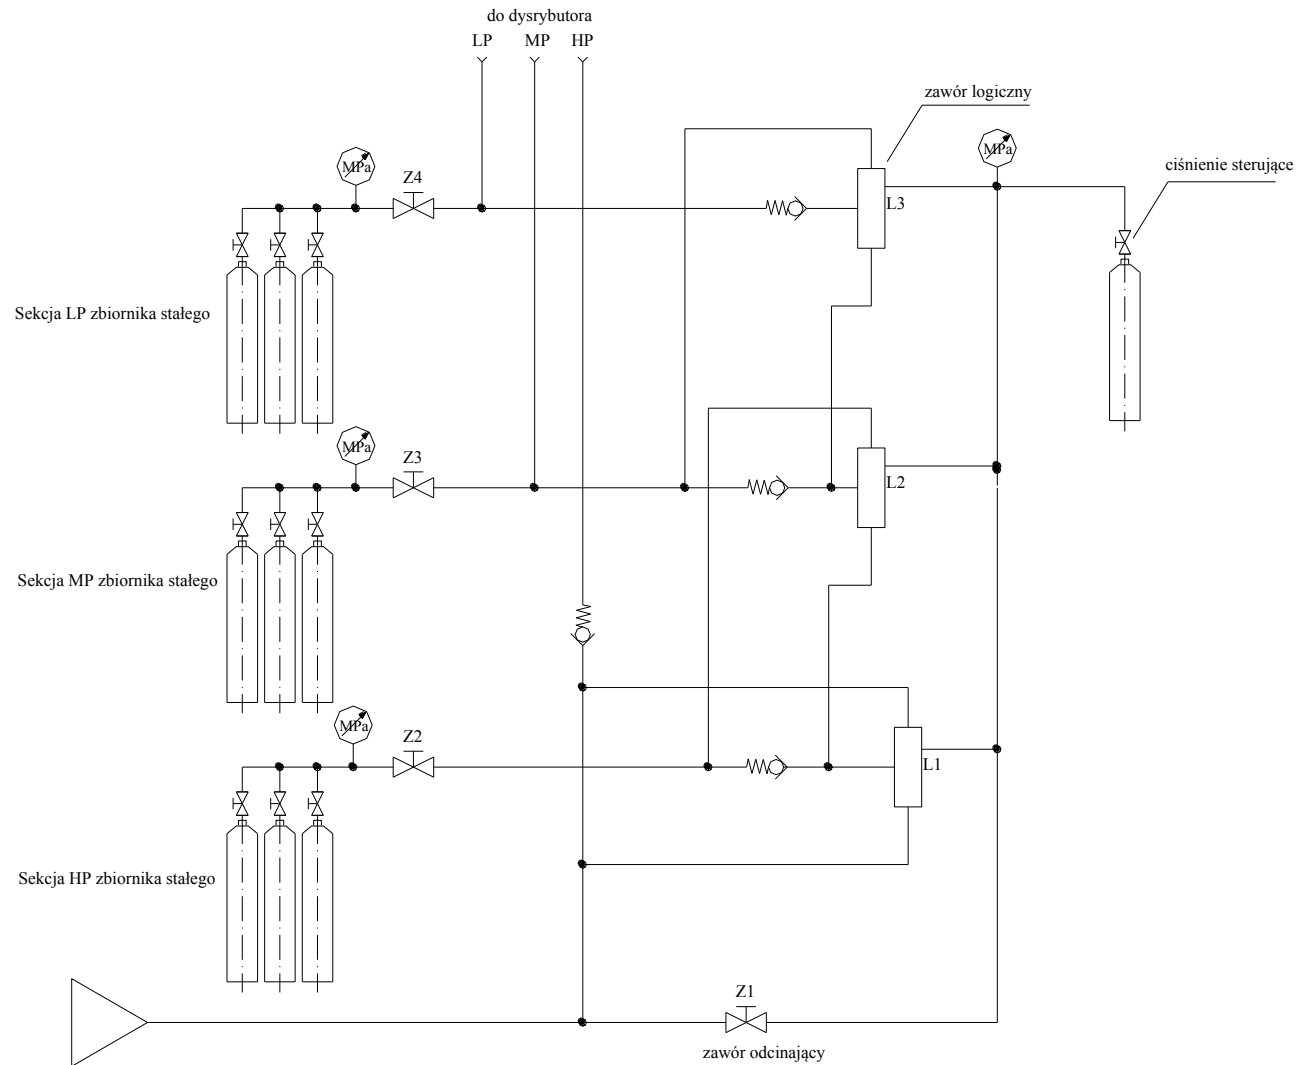 do dysrybutora
LP MP HP
zawór logiczny
MPa
ciśnienie sterujące
MPa
Z4
L3
Sekcja LP zbiornika stałego
MPa
Z3
L2
Sekcja MP zbiornika stałego
MPa
Z2
L1
Sekcja HP zbiornika stałego
Z1
zawór odcinający